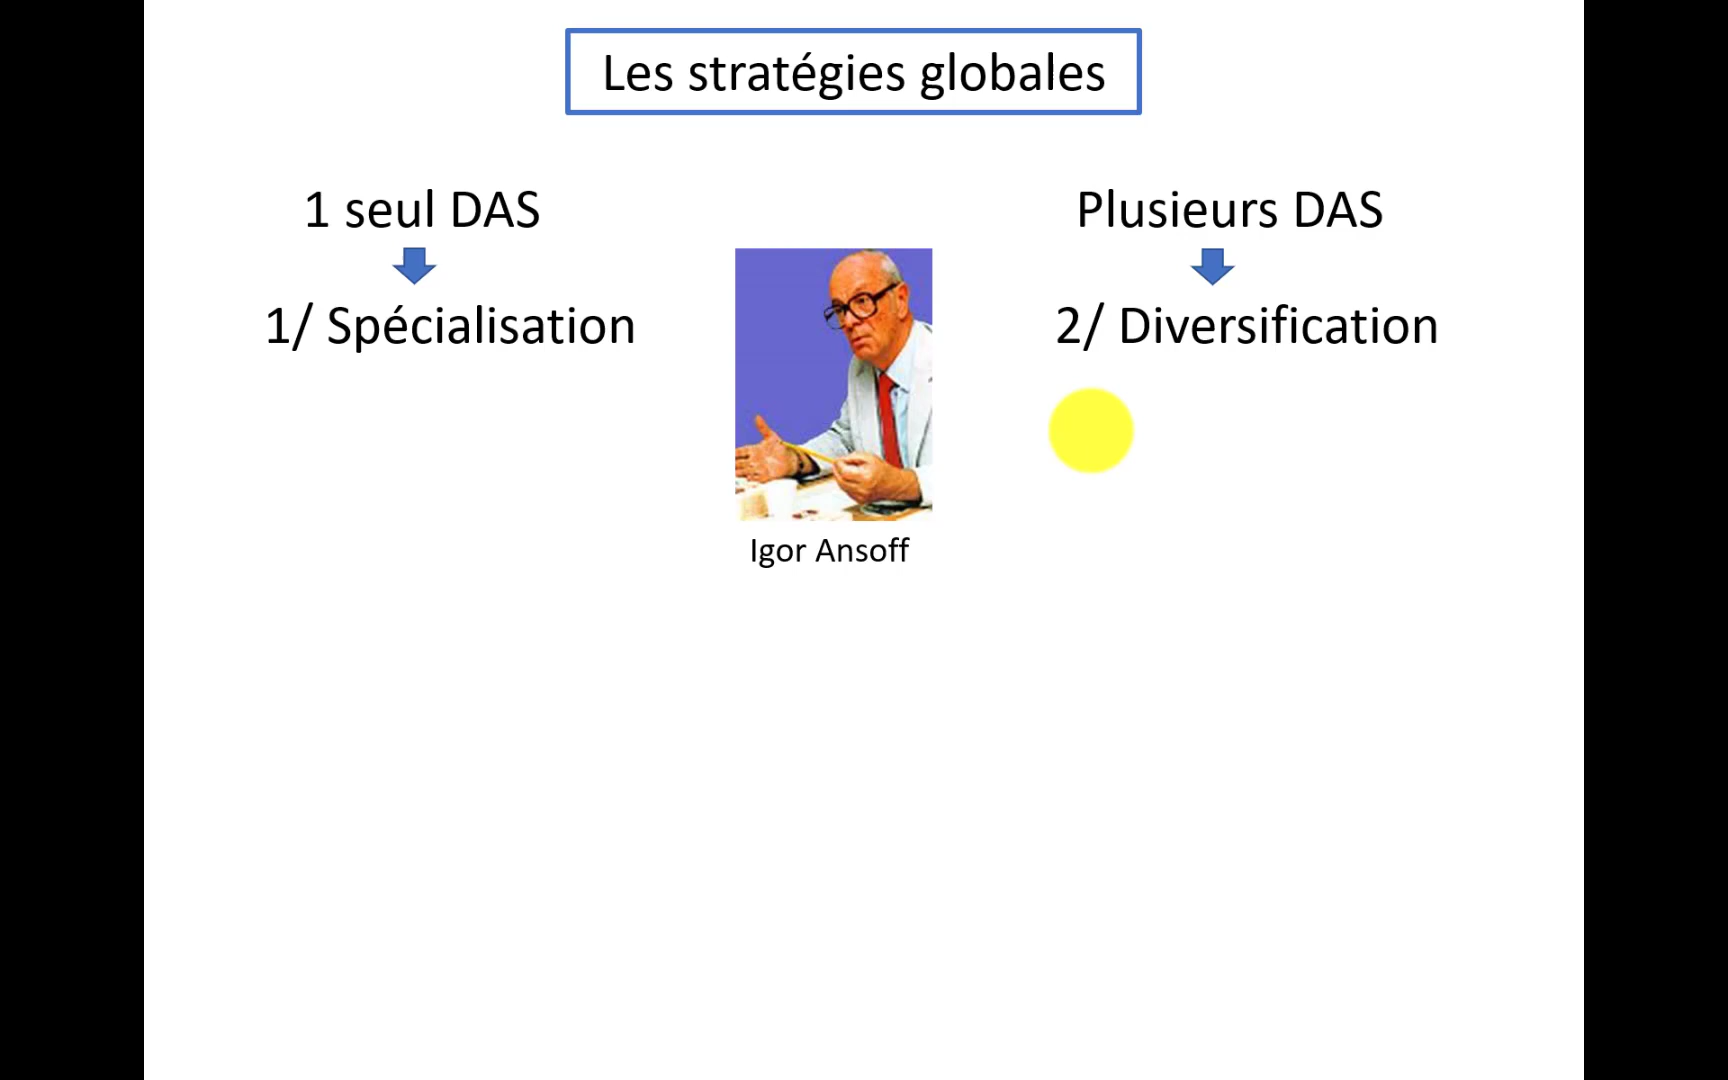 Les stratégies globales
1 seul DAS
Plusieurs DAS
1/ Spécialisation
2/ Diversification
Igor Ansoff